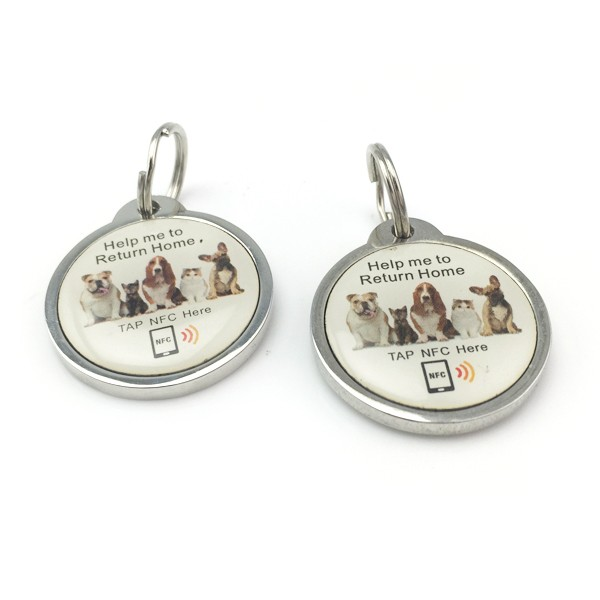 Help me to
Return Home
TAP NFC Here
NFC
Help me to
Return Home
TAP NFC Here
NFC